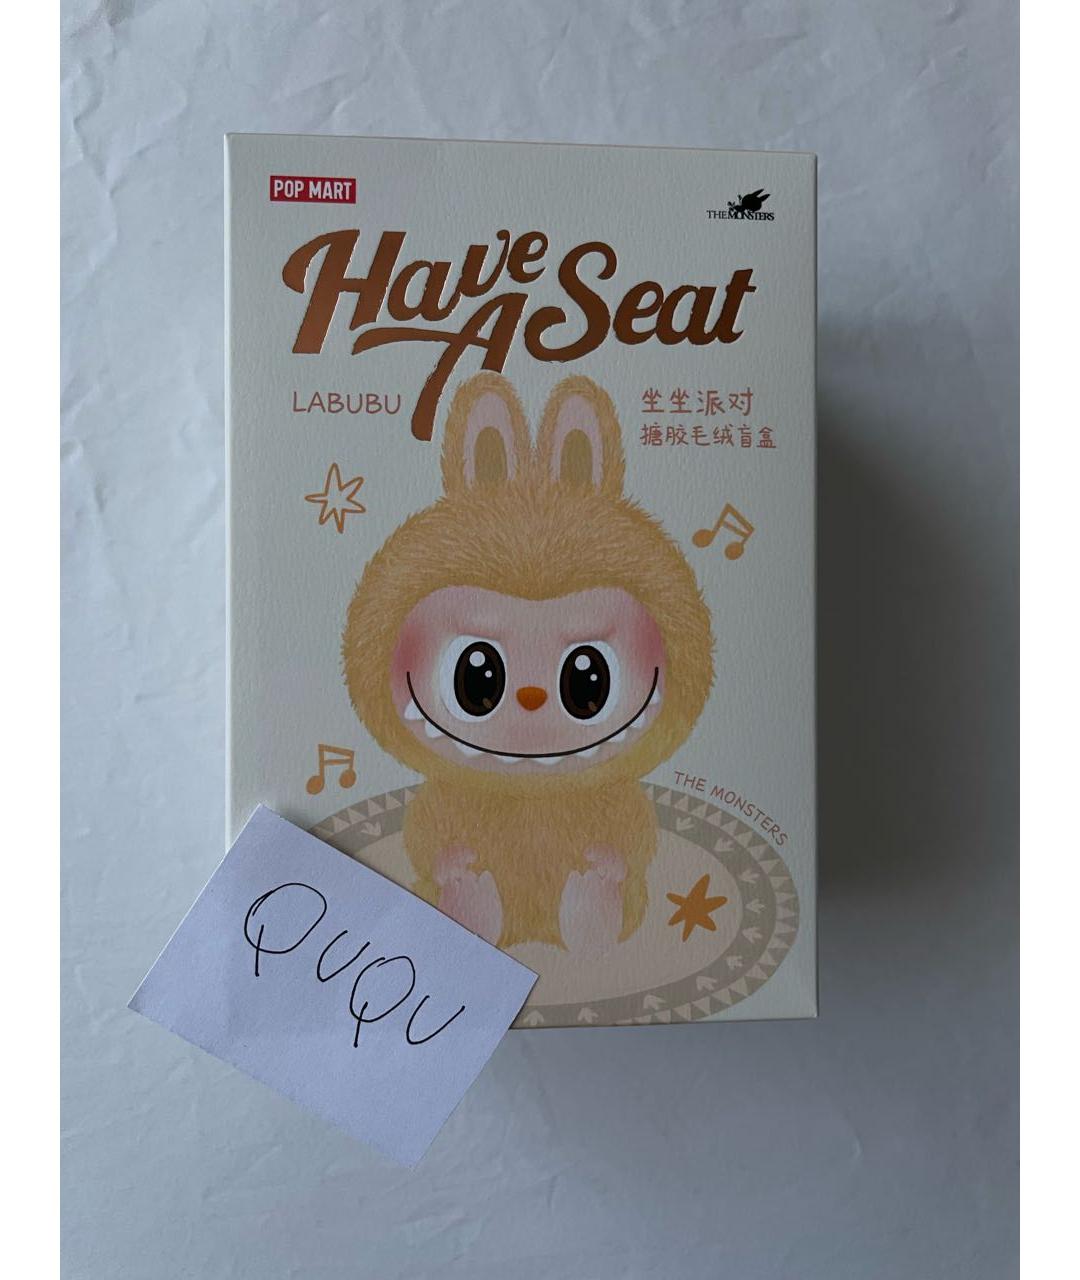 POP MART
THE MONSTERS
Have A Seat
LABUBU
坐坐派对
搪胶毛绒盲盒
THE MONSTERS
QUQU